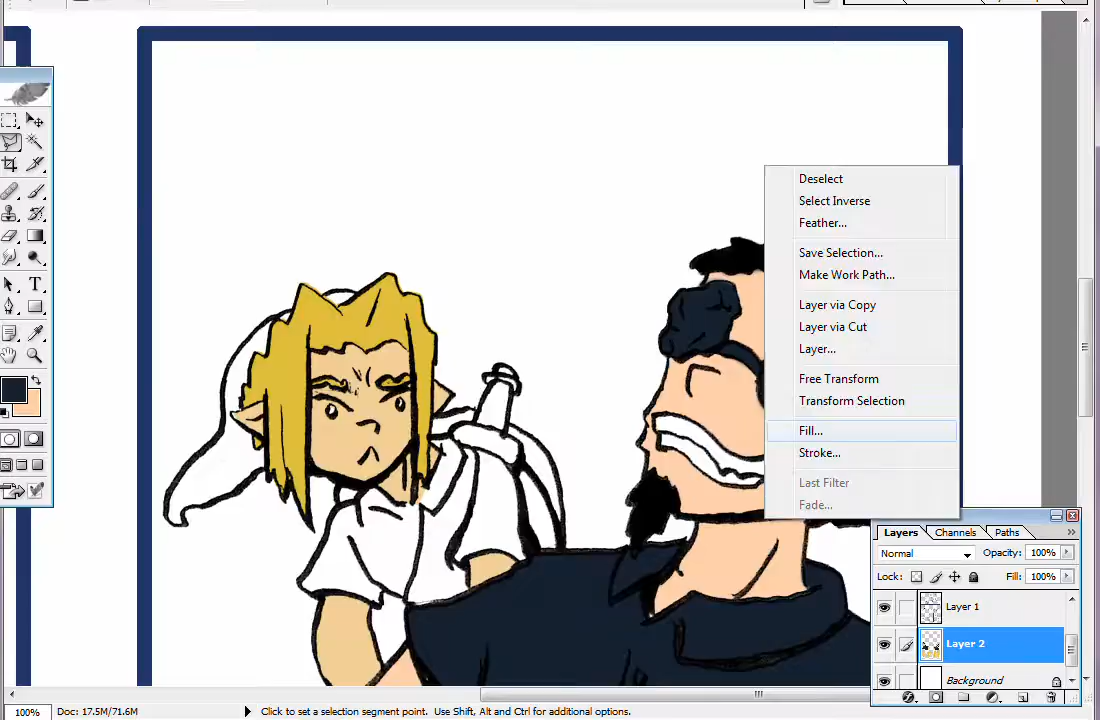 Deselect
Select Inverse
Feather...
Save Selection...
Make Work Path...
Layer via Copy
Layer via Cut
Layer...
Free Transform
Transform Selection
Fill...
Stroke...
Last Filter
Fade...
Layers
Channels
Paths
Normal
Opacity: 100%
Lock:
Fill: 100%
Layer 1
Layer 2
Background
100%
Doc: 17.5M/71.6M
Click to set a selection segment point. Use Shift, Alt and Ctrl for additional options.